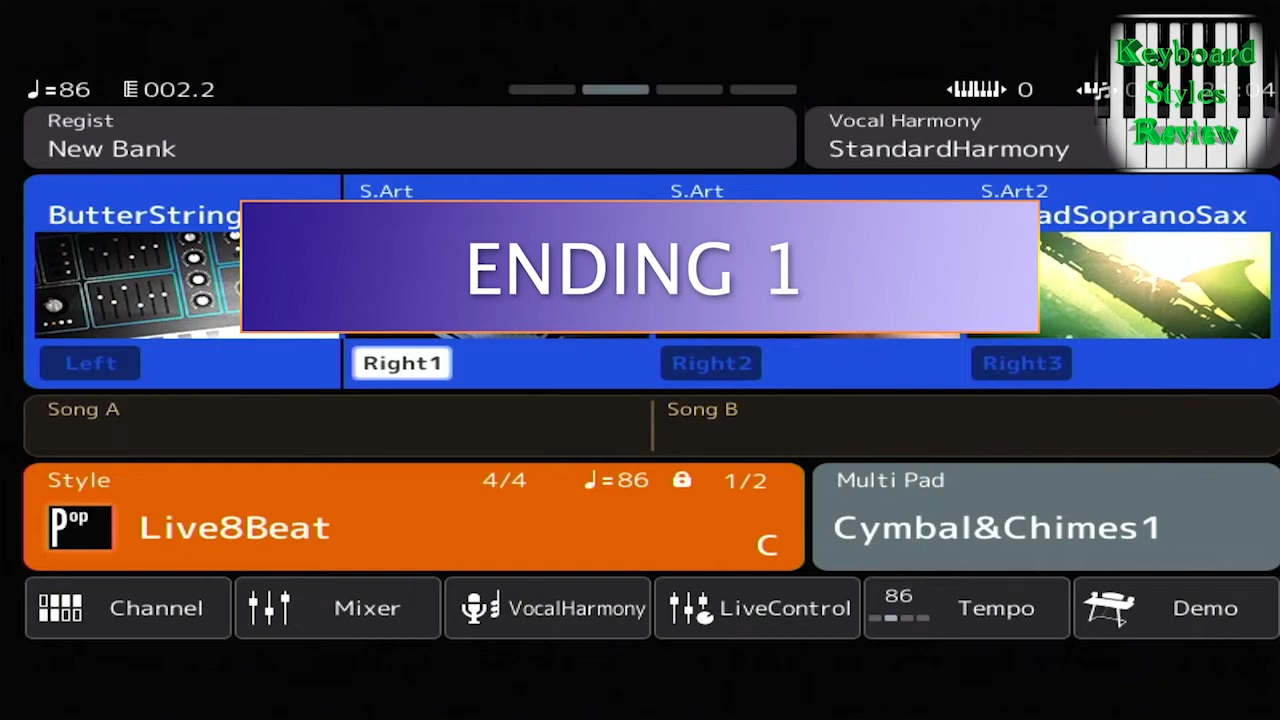 ♩=86 002.2 0
Keyboard
Styles
Review
Regist
New Bank
Vocal Harmony
StandardHarmony
S.Art S.Art S.Art2
ButterString
adSopranoSax
ENDING 1
Left Right1 Right2 Right3
Song A Song B
Style 4/4 ♩=86 1/2
Pop
Live8Beat
C
Multi Pad
Cymbal&Chimes1
Channel Mixer VocalHarmony LiveControl 86 Tempo Demo